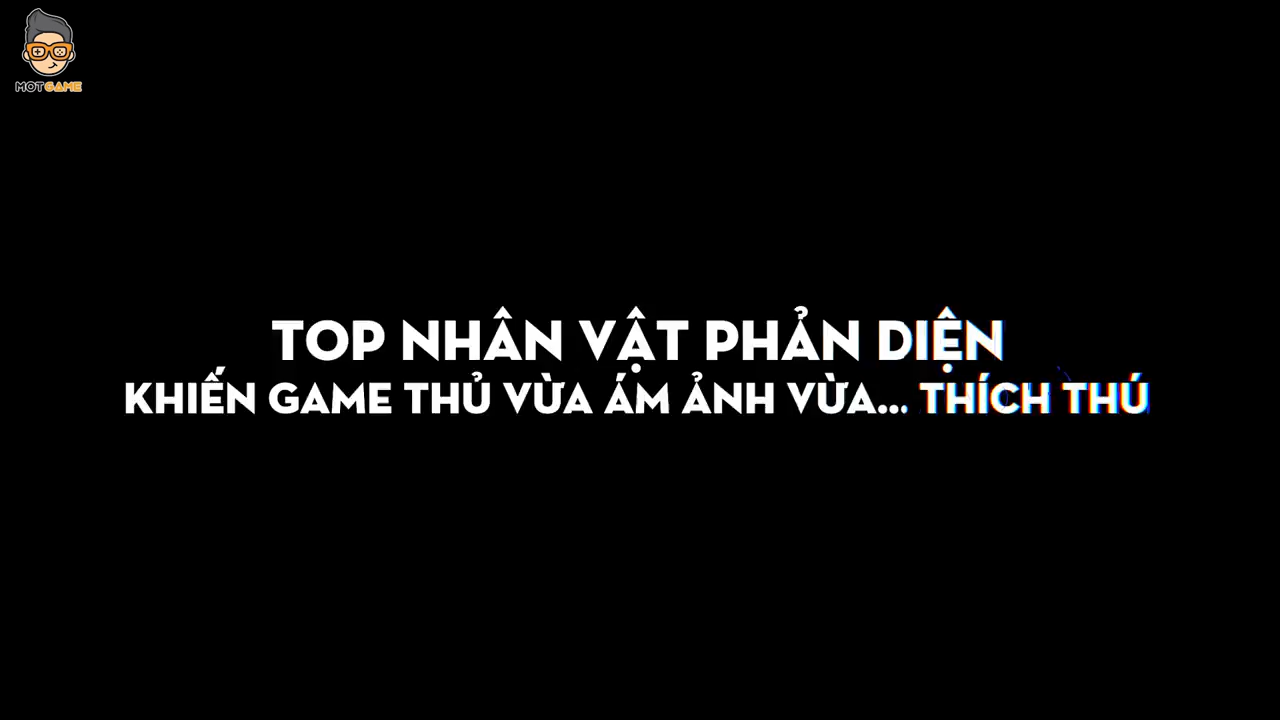 MOTGAME
TOP NHÂN VẬT PHẢN DIỆN
KHIẾN GAME THỦ VỪA ÁM ẢNH VỪA... THÍCH THÚ